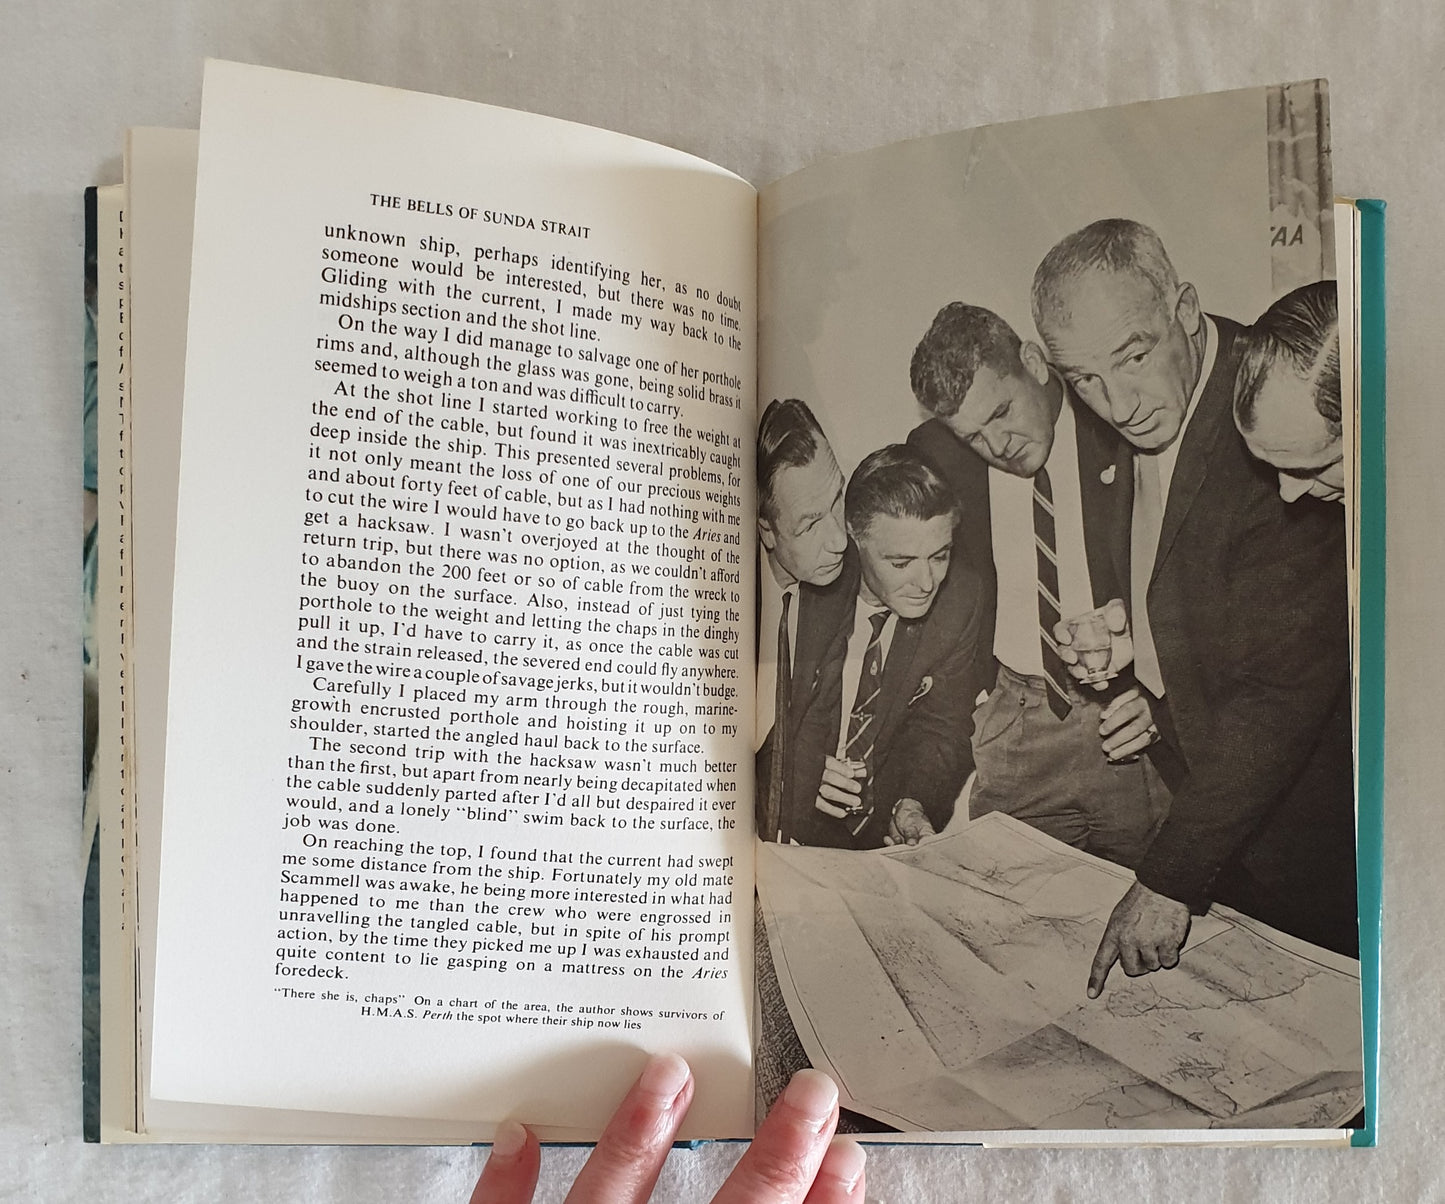 THE BELLS OF SUNDA STRAIT
unknown ship, perhaps identifying her, as no doubt
someone would be interested, but there was no time.
Gliding with the current, I made my way back to the
midships section and the shot line.
On the way I did manage to salvage one of her porthole
rims and, although the glass was gone, being solid brass it
seemed to weigh a ton and was difficult to carry.
At the shot line I started working to free the weight at
the end of the cable, but found it was inextricably caught
deep inside the ship. This presented several problems, for
it not only meant the loss of one of our precious weights
and about forty feet of cable, but as I had nothing with me
to cut the wire I would have to go back up to the Aries and
get a hacksaw. I wasn't overjoyed at the thought of the
return trip, but there was no option, as we couldn't afford
to abandon the 200 feet or so of cable from the wreck to
the buoy on the surface. Also, instead of just tying the
porthole to the weight and letting the chaps in the dinghy
pull it up, I'd have to carry it, as once the cable was cut
and the strain released, the severed end could fly anywhere.
I gave the wire a couple of savage jerks, but it wouldn't budge.
Carefully I placed my arm through the rough, marine-
growth encrusted porthole and hoisting it up on to my
shoulder, started the angled haul back to the surface.
The second trip with the hacksaw wasn't much better
than the first, but apart from nearly being decapitated when
the cable suddenly parted after I'd all but despaired it ever
would, and a lonely "blind" swim back to the surface, the
job was done.
On reaching the top, I found that the current had swept
me some distance from the ship. Fortunately my old mate
Scammell was awake, he being more interested in what had
happened to me than the crew who were engrossed in
unravelling the tangled cable, but in spite of his prompt
action, by the time they picked me up I was exhausted and
quite content to lie gasping on a mattress on the Aries
foredeck.
"There she is, chaps" On a chart of the area, the author shows survivors of
H.M.A.S. Perth the spot where their ship now lies
TAA